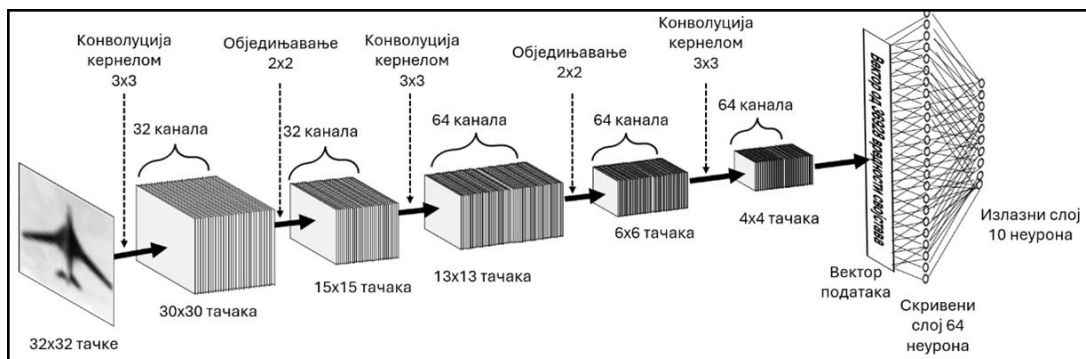 Конволуција
кернелом
3x3
Обједињавање
2x2
Конволуција
кернелом
3x3
Обједињавање
2x2
Конволуција
кернелом
3x3
32 канала
32 канала
64 канала
64 канала
64 канала
32x32 тачке
30x30 тачака
15x15 тачака
13x13 тачака
6x6 тачака
4x4 тачака
Вектор од вредности својстава
Вектор
података
Скривени
слој 64
неурона
Излазни слој
10 неурона